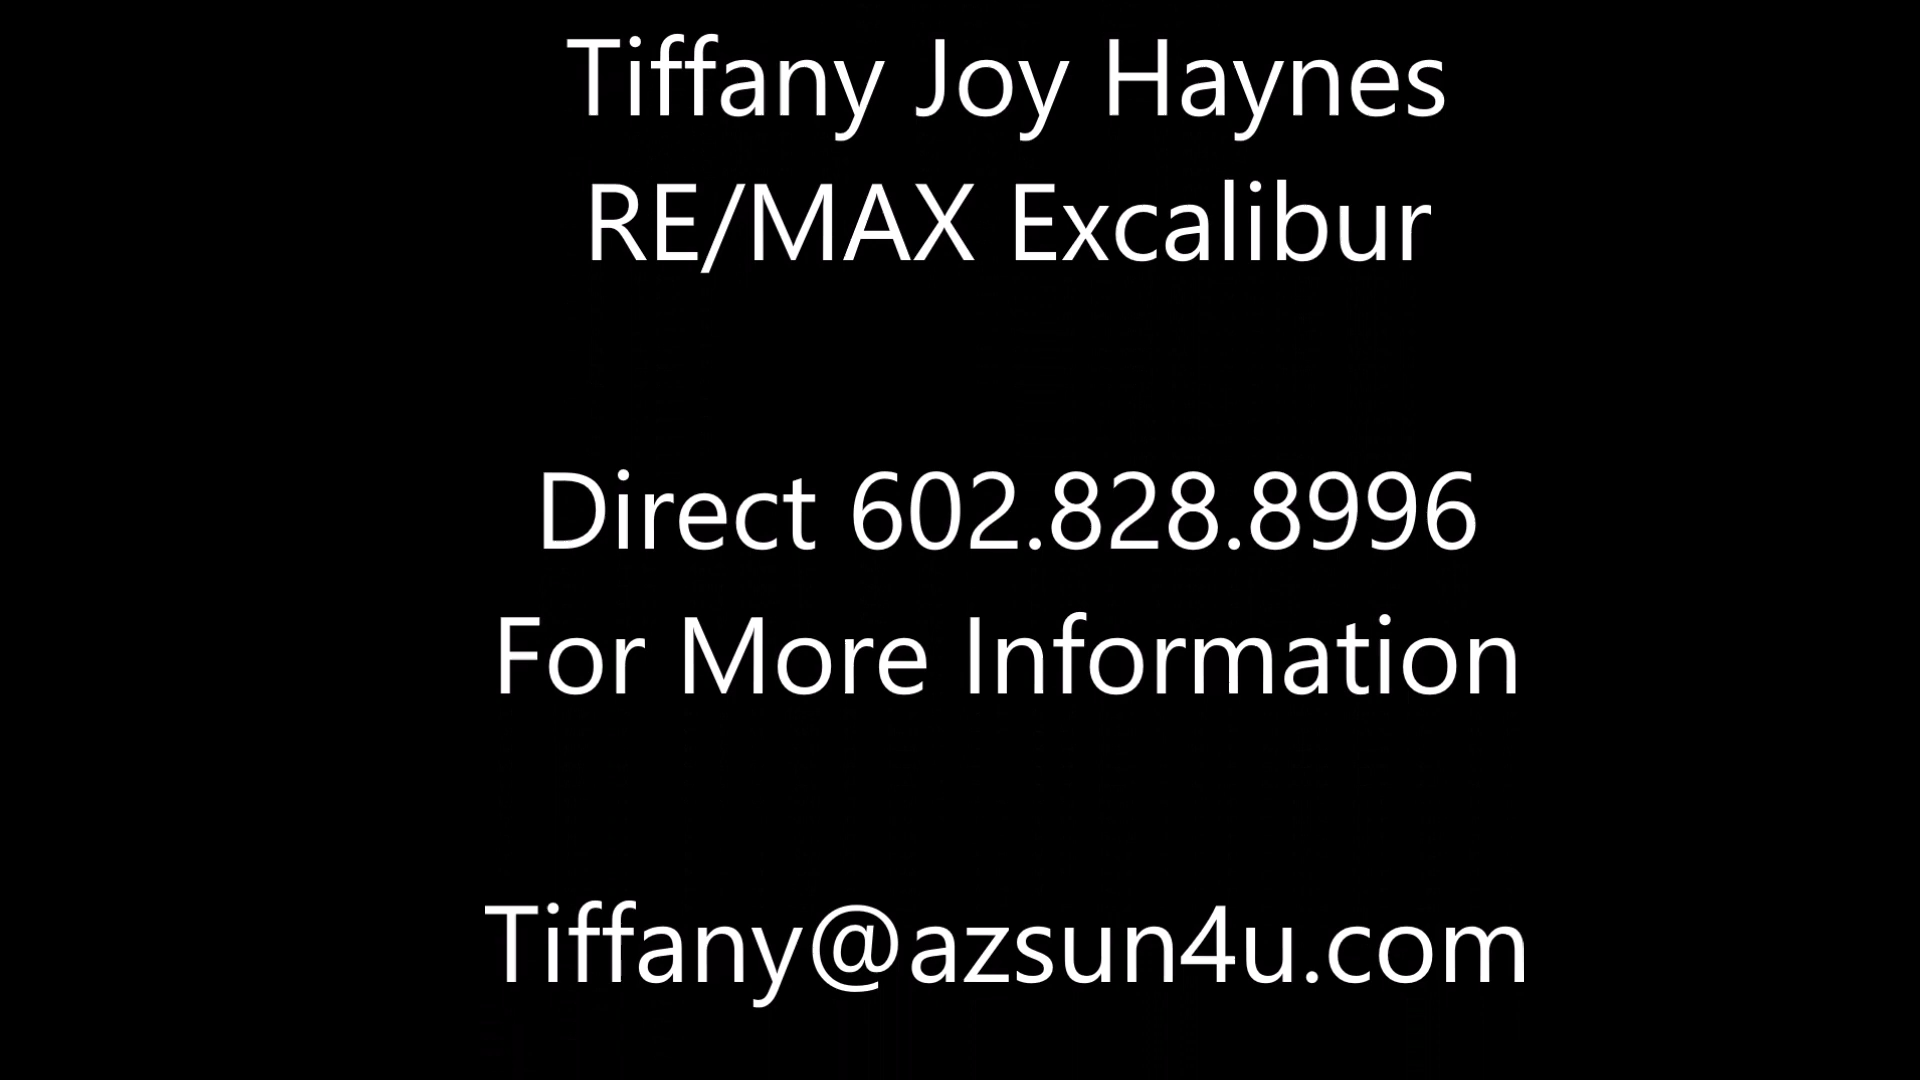 Tiffany Joy Haynes
RE/MAX Excalibur
Direct 602.828.8996
For More Information
Tiffany@azsun4u.com